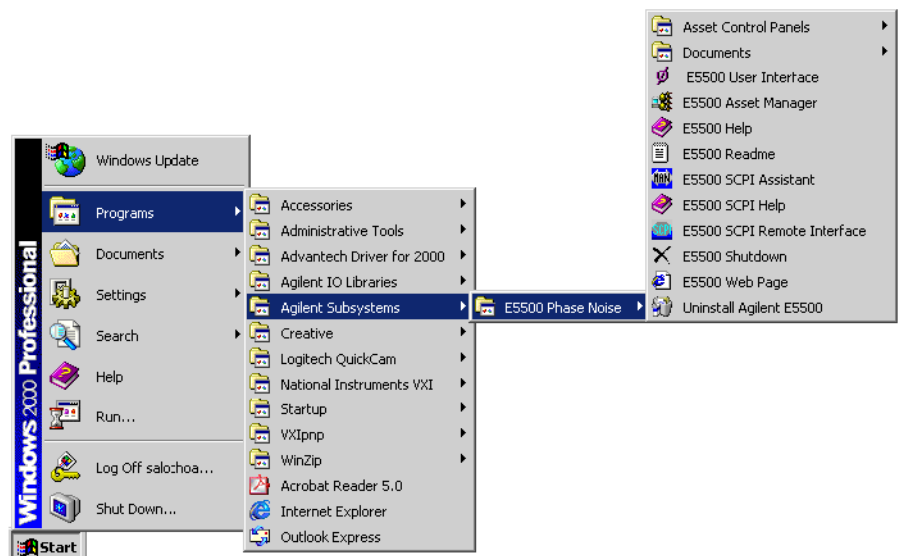 Asset Control Panels
Documents
E5500 User Interface
E5500 Asset Manager
E5500 Help
E5500 Readme
E5500 SCPI Assistant
E5500 SCPI Help
E5500 SCPI Remote Interface
E5500 Shutdown
E5500 Web Page
Uninstall Agilent E5500
Windows 2000 Professional
Windows Update
Programs
Documents
Settings
Search
Help
Run...
Log Off salochoa...
Shut Down...
Start
Accessories
Administrative Tools
Advantech Driver for 2000
Agilent IO Libraries
Agilent Subsystems
Creative
Logitech QuickCam
National Instruments VXI
Startup
VXIpnp
WinZip
Acrobat Reader 5.0
Internet Explorer
Outlook Express
E5500 Phase Noise